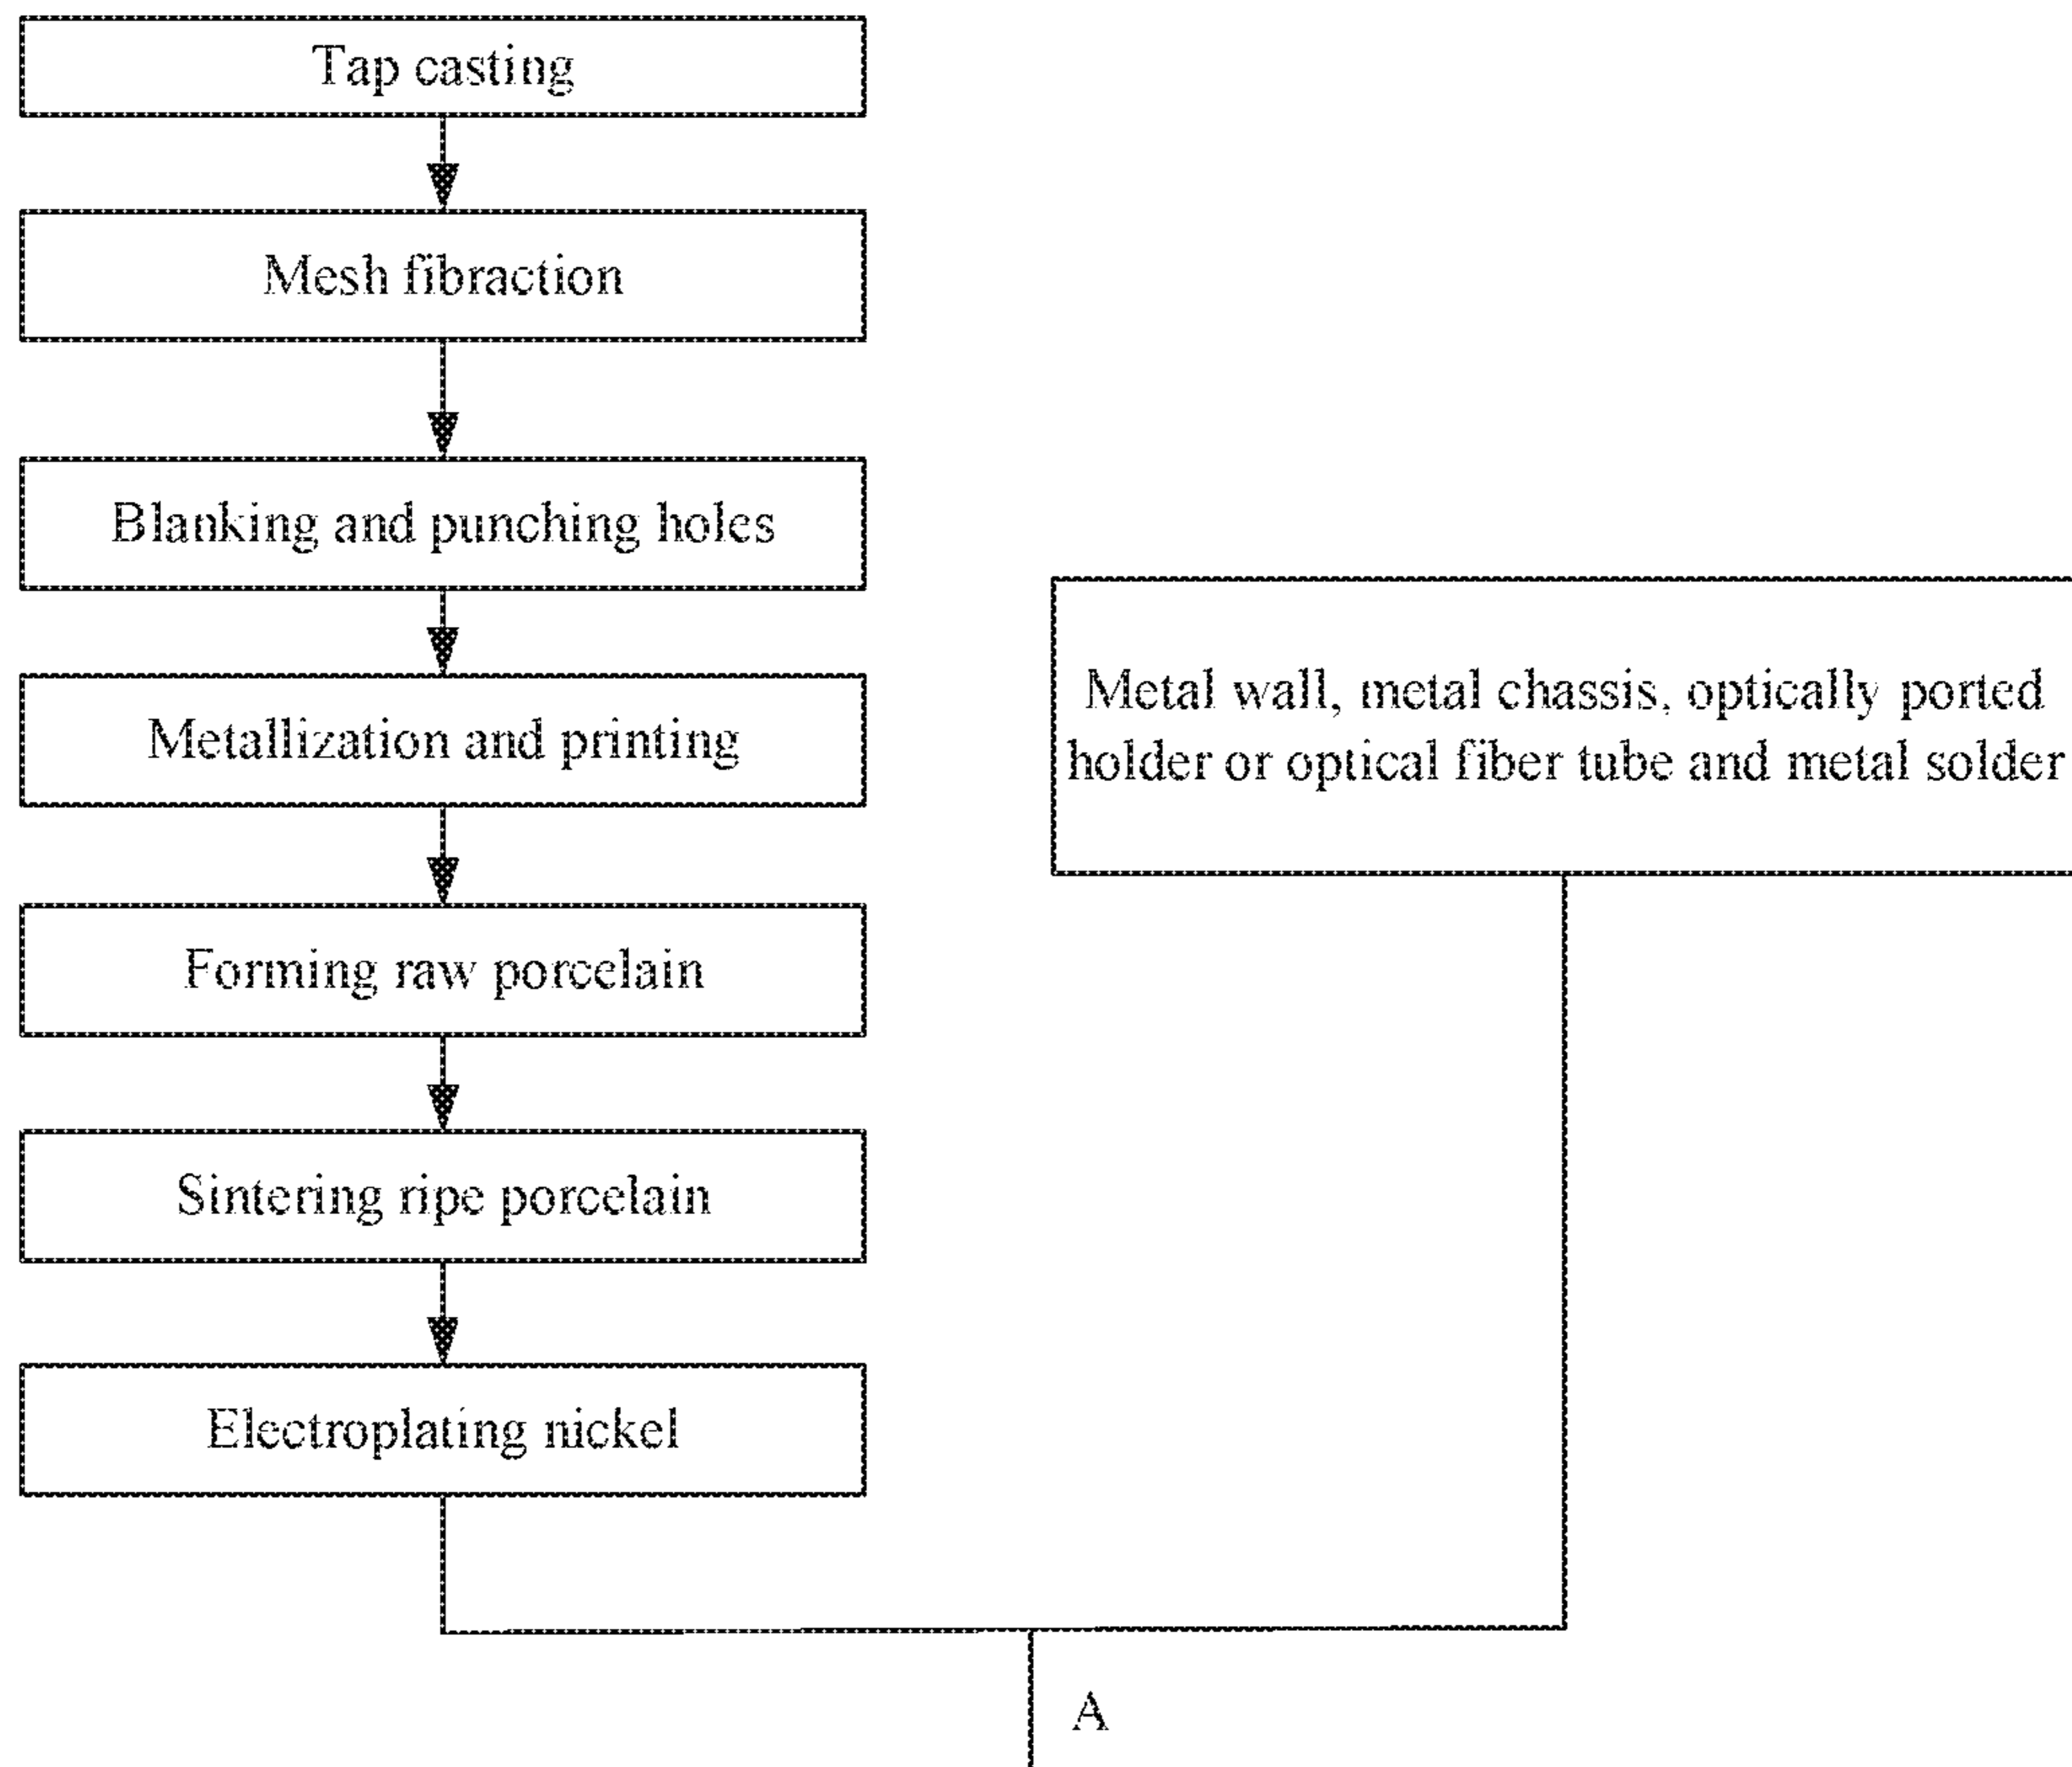 Tap casting
Mesh fibraction
Blanking and punching holes
Metallization and printing
Metal wall, metal chassis, optically ported
holder or optical fiber tube and metal solder
Forming raw porcelain
Sintering ripe porcelain
Electroplating nickel
A